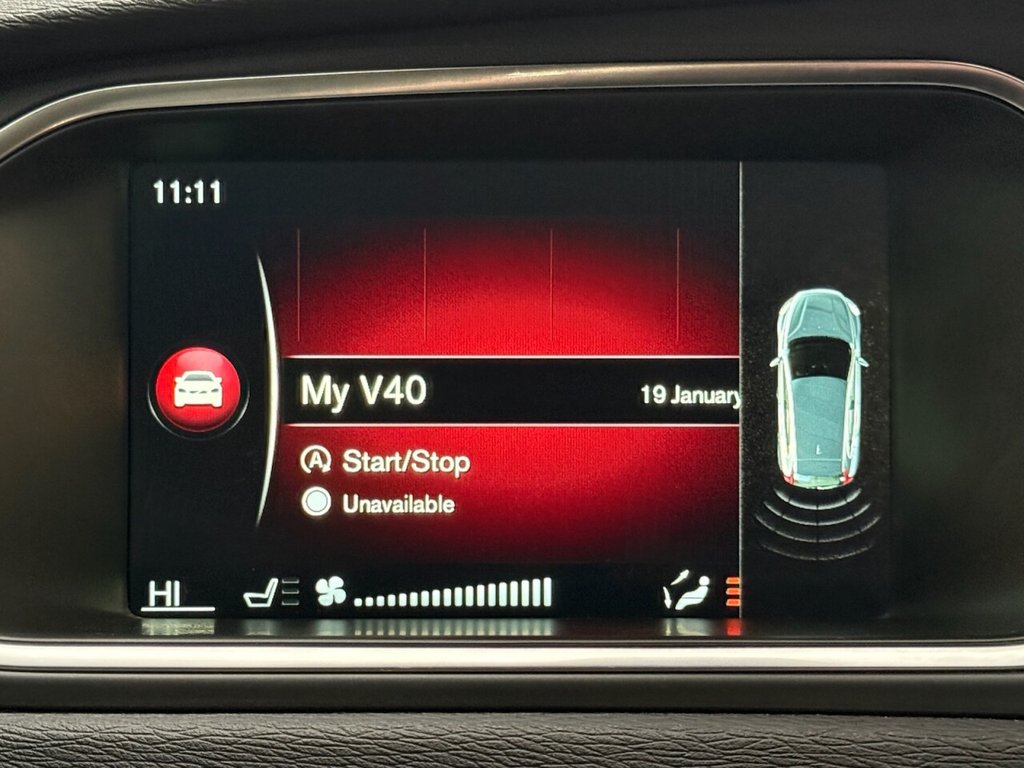 11:11
My V40
19 January
A Start/Stop
Unavailable
HI